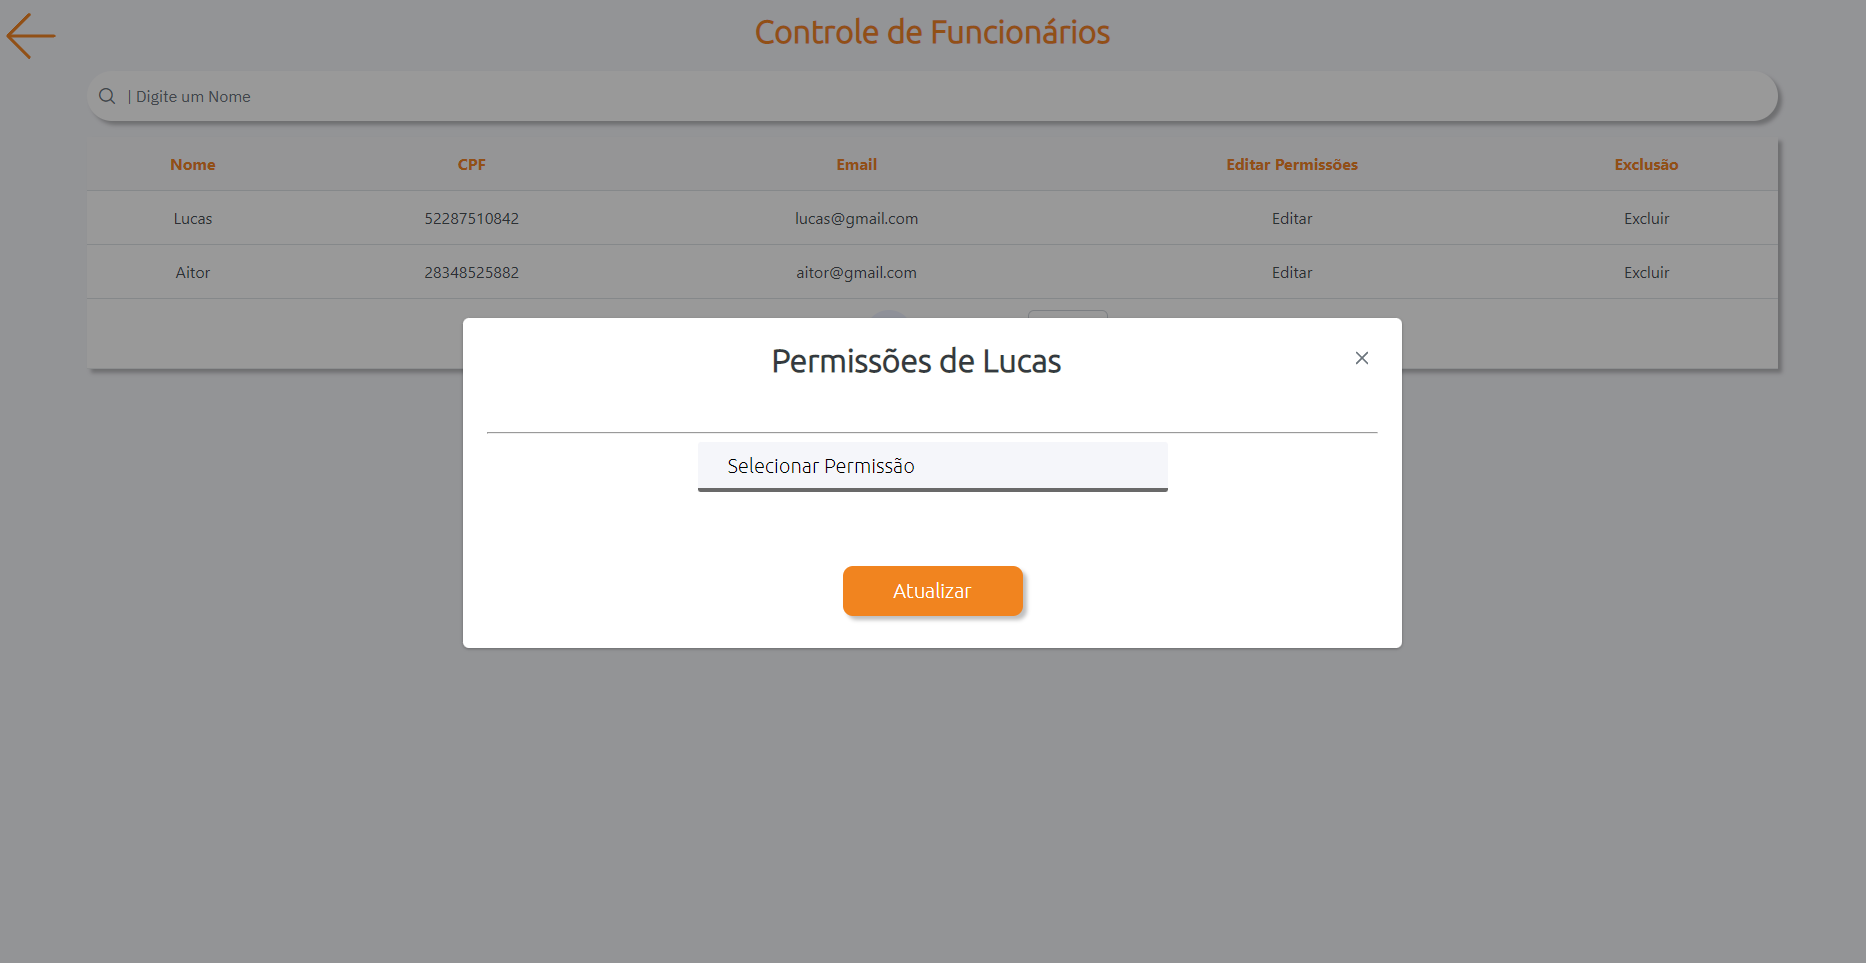 Controle de Funcionários
| Digite um Nome
Nome CPF Email Editar Permissões Exclusão
Lucas 52287510842 lucas@gmail.com Editar Excluir
Aitor 28348525882 aitor@gmail.com Editar Excluir
Permissões de Lucas
Selecionar Permissão
Atualizar